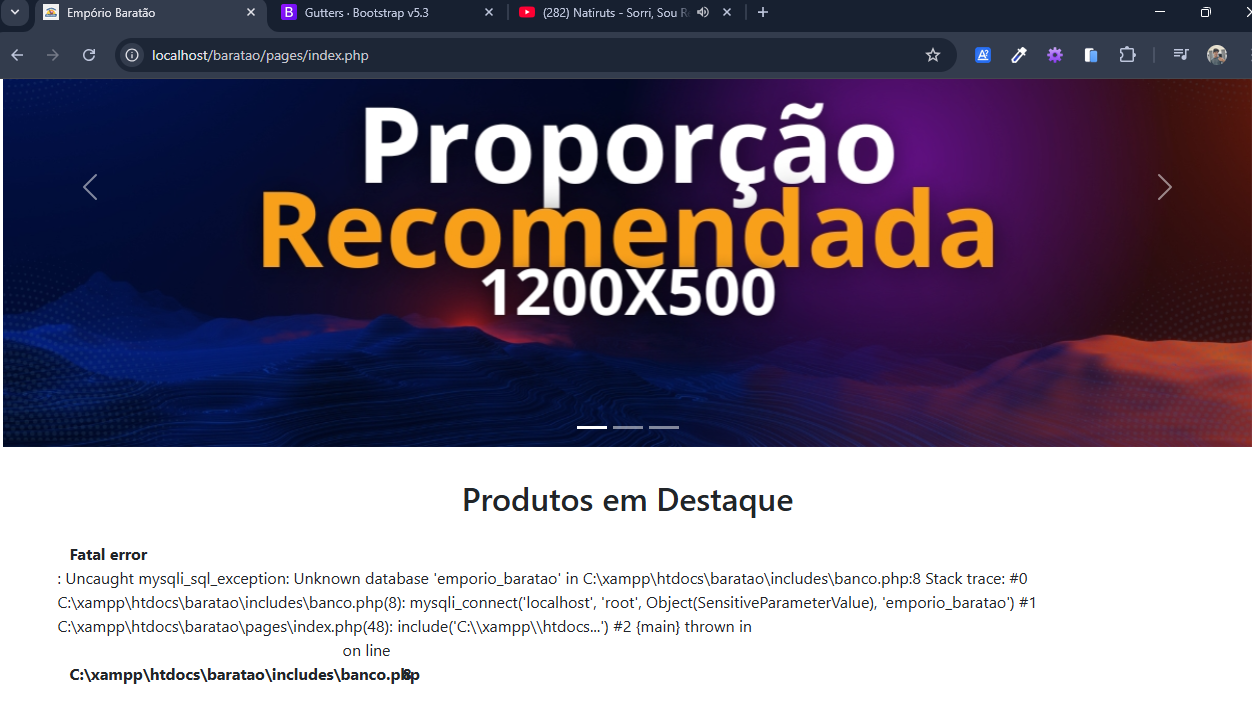 Empório Baratão
B Gutters · Bootstrap v5.3
(282) Natiruts - Sorri, Sou R
localhost/baratao/pages/index.php
Proporção
Recomendada
1200X500
Produtos em Destaque
Fatal error
: Uncaught mysqli_sql_exception: Unknown database 'emporio_baratao' in C:\xampp\htdocs\baratao\includes\banco.php:8 Stack trace: #0
C:\xampp\htdocs\baratao\includes\banco.php(8): mysqli_connect('localhost', 'root', Object(SensitiveParameterValue), 'emporio_baratao') #1
C:\xampp\htdocs\baratao\pages\index.php(48): include('C:\\xampp\\htdocs...') #2 {main} thrown in
on line
C:\xampp\htdocs\baratao\includes\banco.php
8